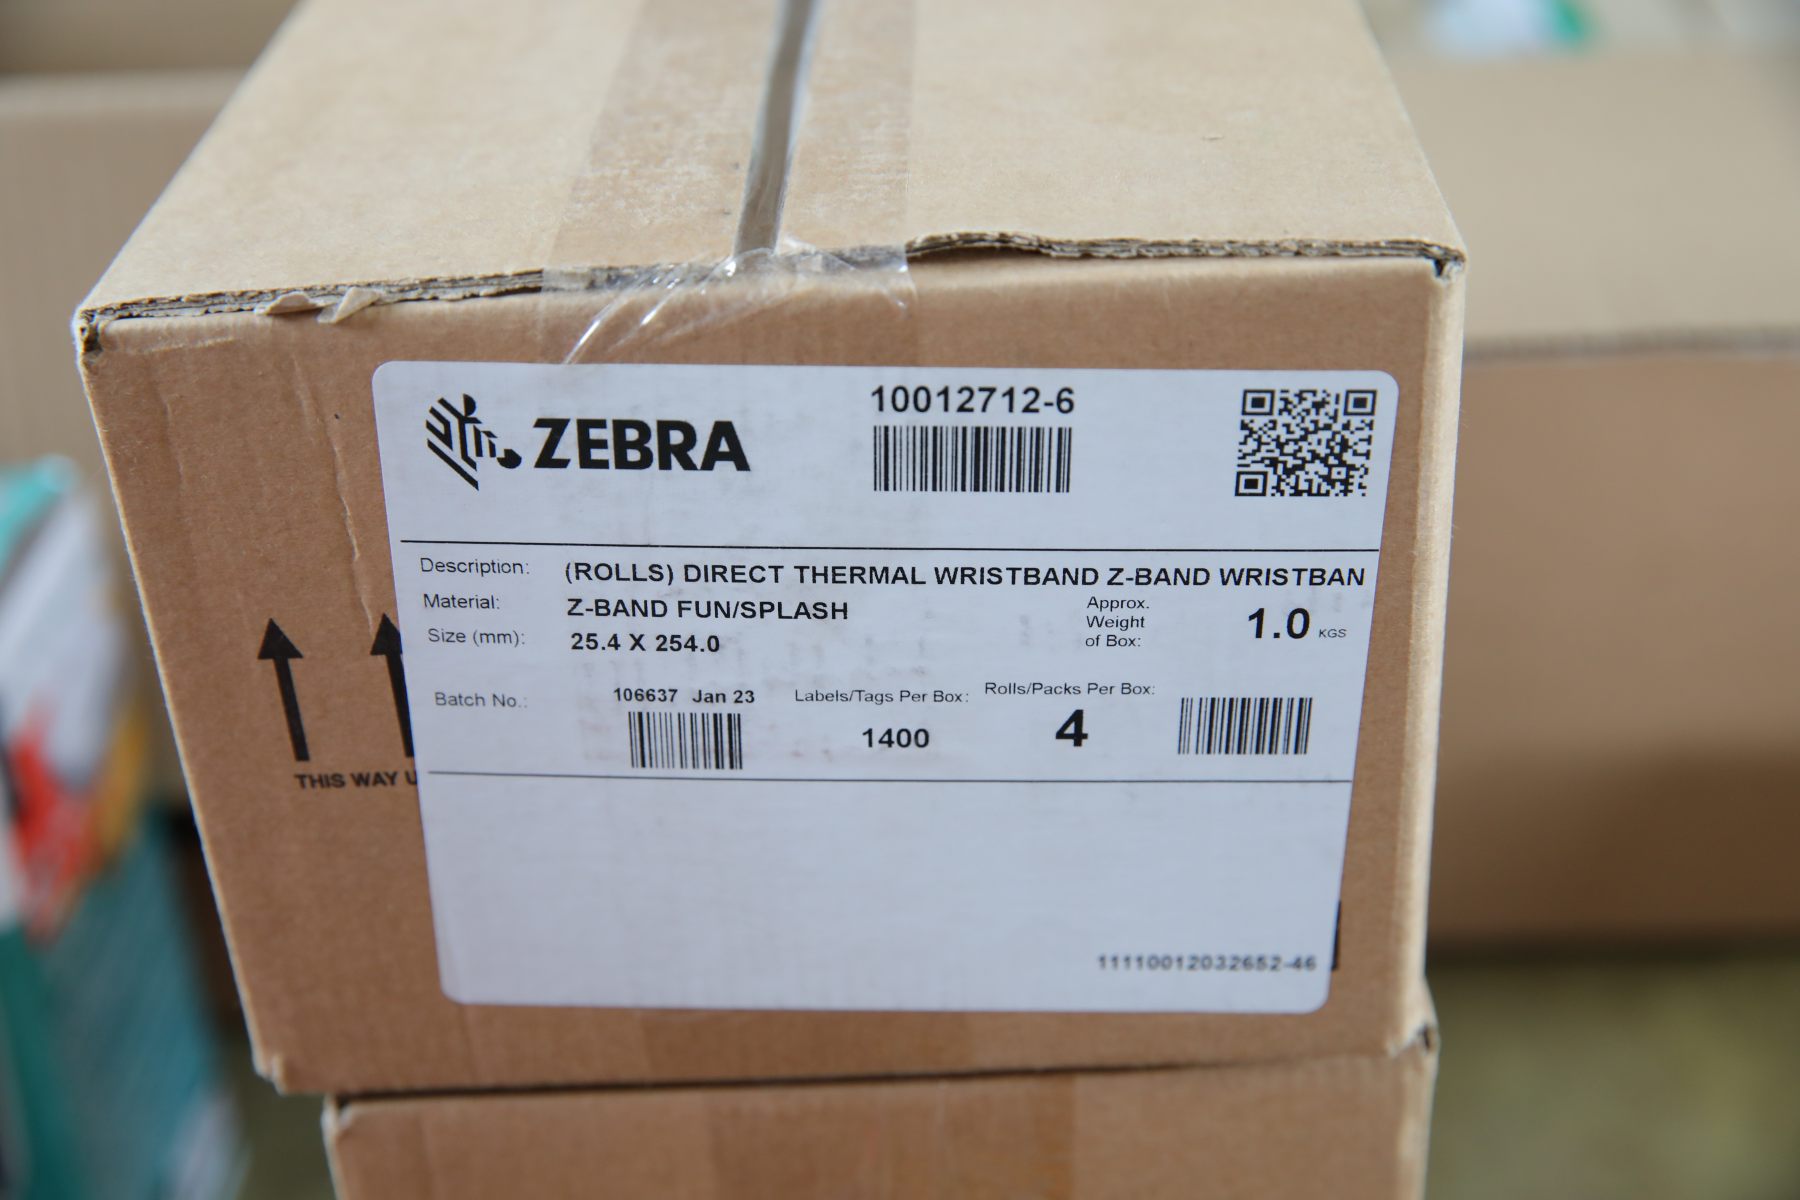 ZEBRA
10012712-6
Description: (ROLLS) DIRECT THERMAL WRISTBAND Z-BAND WRISTBAN
Material: Z-BAND FUN/SPLASH
Approx. Weight of Box: 1.0 KGS
Size (mm): 25.4 X 254.0
Batch No.: 106637 Jan 23
Labels/Tags Per Box: 1400
Rolls/Packs Per Box: 4
THIS WAY U
11110012032652-46